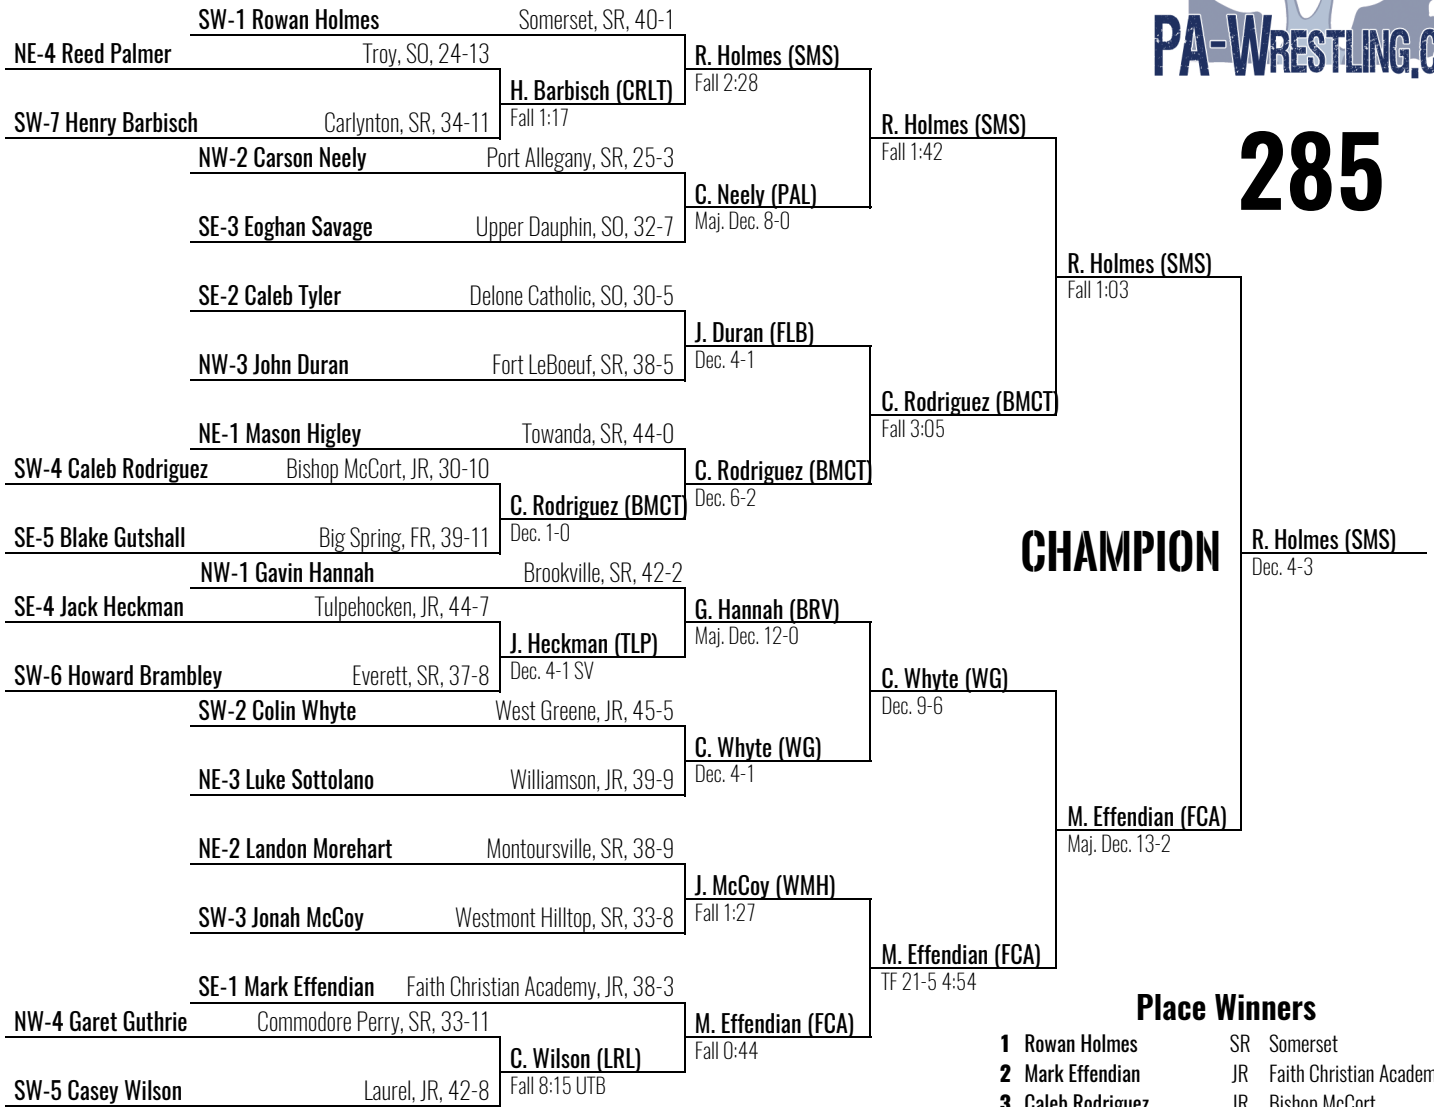 SW-1 Rowan Holmes Somerset, SR, 40-1
NE-4 Reed Palmer Troy, SO, 24-13
R. Holmes (SMS)
Fall 2:28
H. Barbisch (CRLT)
Fall 1:17
SW-7 Henry Barbisch Carlynton, SR, 34-11
R. Holmes (SMS)
Fall 1:42
NW-2 Carson Neely Port Allegany, SR, 25-3
C. Neely (PAL)
Maj. Dec. 8-0
SE-3 Eoghan Savage Upper Dauphin, SO, 32-7
PA-WRESTLING.C
285
R. Holmes (SMS)
Fall 1:03
SE-2 Caleb Tyler Delone Catholic, SO, 30-5
J. Duran (FLB)
Dec. 4-1
NW-3 John Duran Fort LeBoeuf, SR, 38-5
C. Rodriguez (BMCT)
Fall 3:05
NE-1 Mason Higley Towanda, SR, 44-0
SW-4 Caleb Rodriguez Bishop McCort, JR, 30-10
C. Rodriguez (BMCT)
Dec. 6-2
C. Rodriguez (BMCT)
Dec. 1-0
SE-5 Blake Gutshall Big Spring, FR, 39-11
CHAMPION
R. Holmes (SMS)
Dec. 4-3
NW-1 Gavin Hannah Brookville, SR, 42-2
SE-4 Jack Heckman Tulpehocken, JR, 44-7
G. Hannah (BRV)
Maj. Dec. 12-0
J. Heckman (TLP)
Dec. 4-1 SV
SW-6 Howard Brambley Everett, SR, 37-8
C. Whyte (WG)
Dec. 9-6
SW-2 Colin Whyte West Greene, JR, 45-5
C. Whyte (WG)
Dec. 4-1
NE-3 Luke Sottolano Williamson, JR, 39-9
M. Effendian (FCA)
Maj. Dec. 13-2
NE-2 Landon Morehart Montoursville, SR, 38-9
J. McCoy (WMH)
Fall 1:27
SW-3 Jonah McCoy Westmont Hilltop, SR, 33-8
M. Effendian (FCA)
TF 21-5 4:54
SE-1 Mark Effendian Faith Christian Academy, JR, 38-3
NW-4 Garet Guthrie Commodore Perry, SR, 33-11
M. Effendian (FCA)
Fall 0:44
C. Wilson (LRL)
Fall 8:15 UTB
SW-5 Casey Wilson Laurel, JR, 42-8
Place Winners
1 Rowan Holmes SR Somerset
2 Mark Effendian JR Faith Christian Academ
3 Caleb Rodriguez JR Bishop McCort